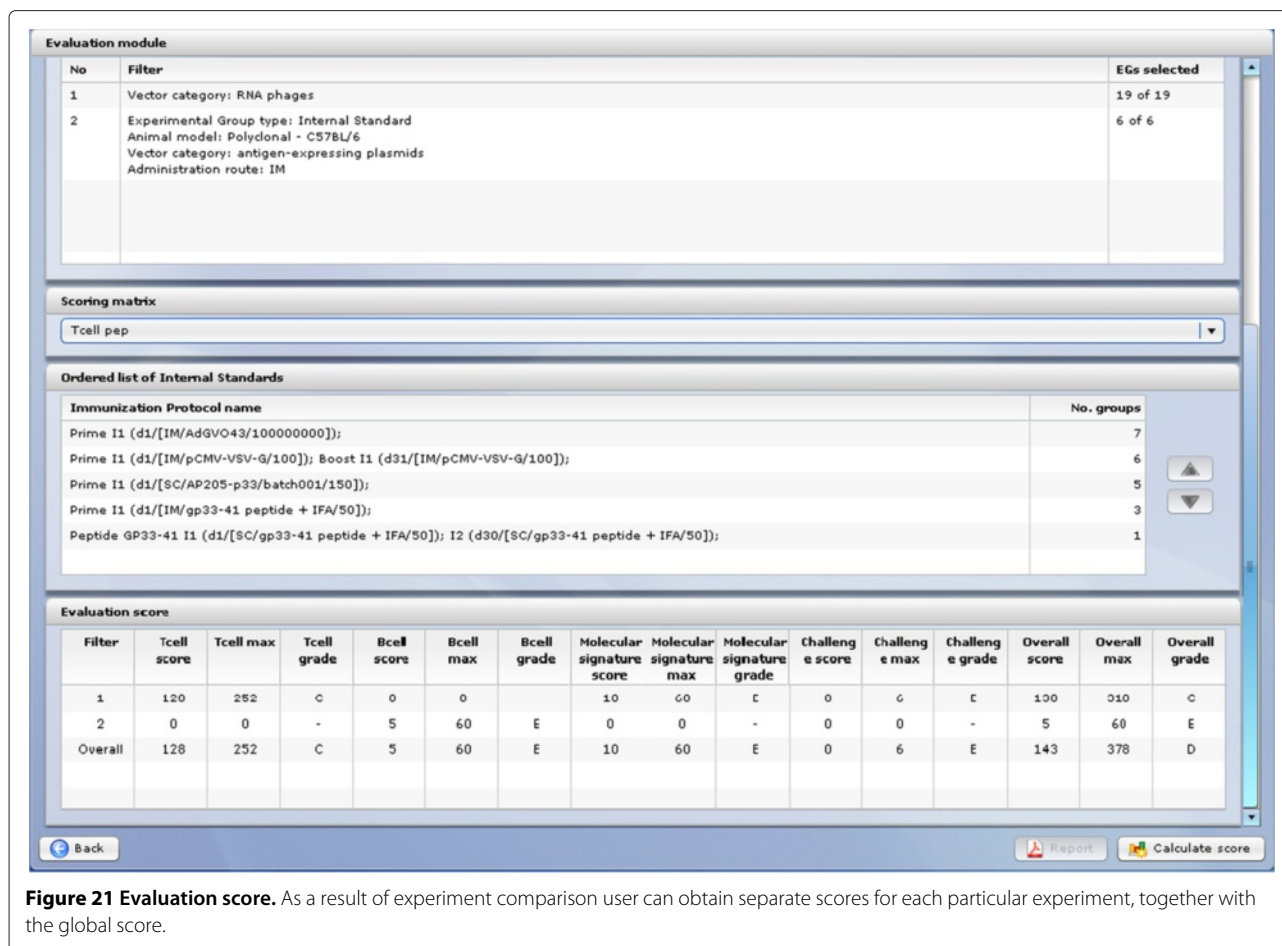 Evaluation module
No Filter EGs selected
1 Vector category: RNA phages 19 of 19
2 Experimental Group type: Internal Standard 6 of 6
Animal model: Polyclonal - C57BL/6
Vector category: antigen-expressing plasmids
Administration route: IM
Scoring matrix
Tcell pep
Ordered list of Internal Standards
Immunization Protocol name No. groups
Prime I1 (d1/[IM/AdGVO43/100000000]); 7
Prime I1 (d1/[IM/pCMV-VSV-G/100]); Boost I1 (d31/[IM/pCMV-VSV-G/100]); 6
Prime I1 (d1/[SC/AP205-p33/batch001/150]); 5
Prime I1 (d1/[IM/gp33-41 peptide + IFA/50]); 3
Peptide GP33-41 I1 (d1/[SC/gp33-41 peptide + IFA/50]); I2 (d30/[SC/gp33-41 peptide + IFA/50]); 1
Evaluation score
Filter Tcell Tcell max Tcell Bcell Bcell Bcell Molecular Molecular Molecular Challeng Challeng Challeng Overall Overall Overall
score grade score max grade signature signature signature e score e max e grade score max grade
score max grade
1 252 C 0 0 10 0
2 0 0 - 5 60 E 0 0 - 0 0 - 5 60 E
Overall 128 252 C 5 60 E 10 60 E 0 6 E 143 378 D
Back Report Calculate score
Figure 21 Evaluation score. As a result of experiment comparison user can obtain separate scores for each particular experiment, together with
the global score.